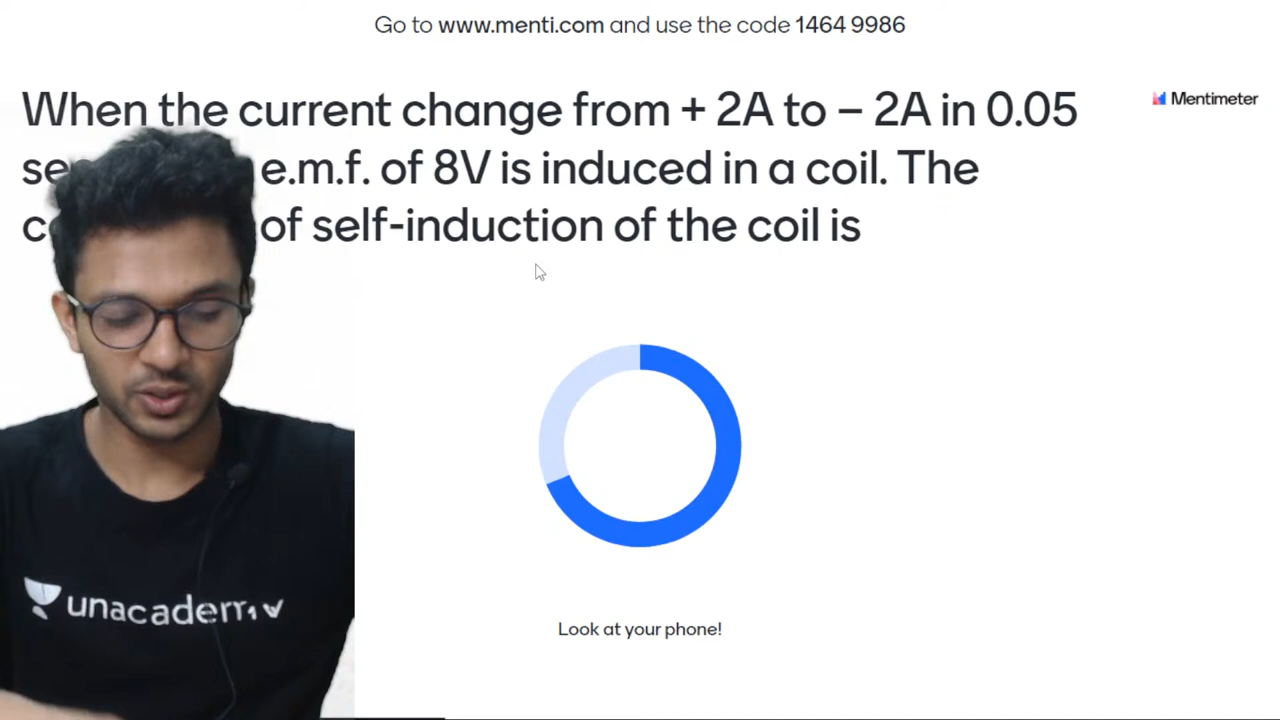 Go to www.menti.com and use the code 1464 9986
When the current change from + 2A to – 2A in 0.05
e.m.f. of 8V is induced in a coil. The
of self-induction of the coil is
Mentimeter
unacademy
Look at your phone!